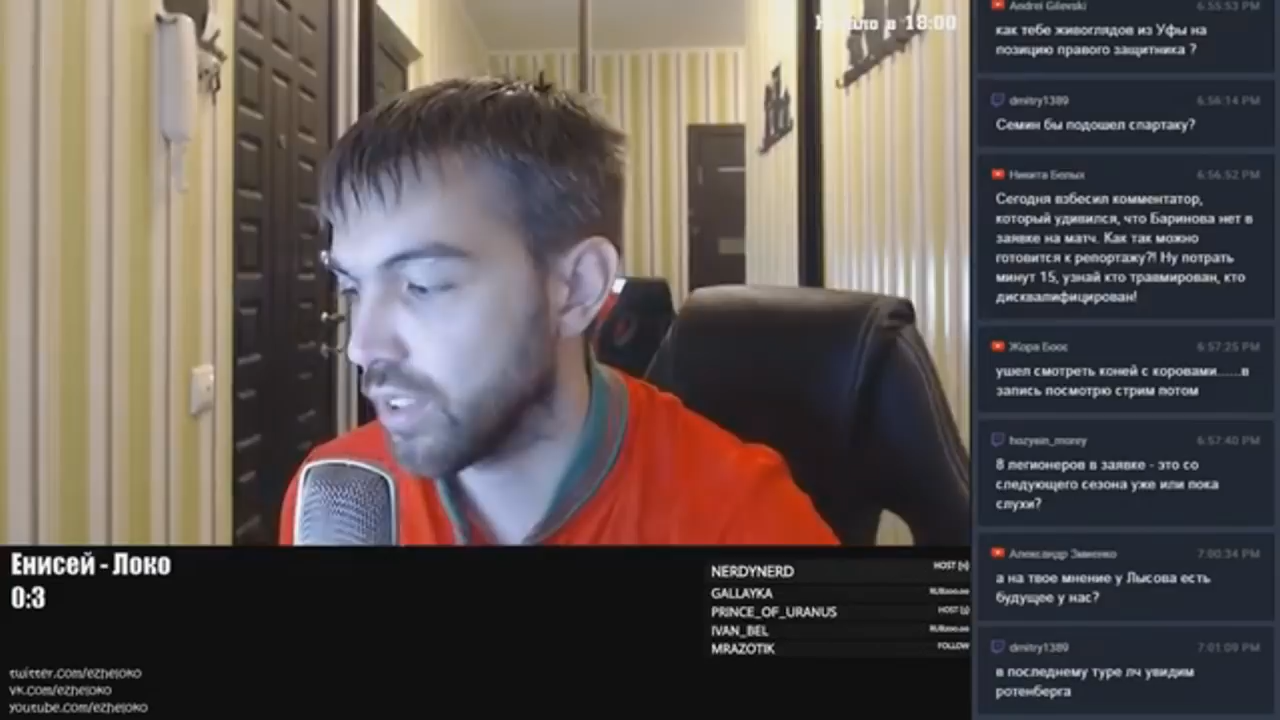 в 18:00
Andrei Gilevski 6:55:53 PM
как тебе живоглядов из Уфы на
позицию правого защитника ?
dmitry1389 6:56:14 PM
Семин бы подошел спартаку?
Никита Белых 6:56:52 PM
Сегодня взбесил комментатор,
который удивился, что Баринова нет в
заявке на матч. Как так можно
готовится к репортажу?! Ну потрать
минут 15, узнай кто травмирован, кто
дисквалифицирован!
Жора Боос 6:57:25 PM
ушел смотреть коней с коровами......в
запись посмотрю стрим потом
hozyain_morey 6:57:40 PM
8 легионеров в заявке - это со
следующего сезона уже или пока
слухи?
Александр 7:00:34 PM
а на твое мнение у Лысова есть
будущее у нас?
dmitry1389 7:01:09 PM
в последнему туре лч увидим
ротенберга
Енисей - Локо
0:3
NERDYNERD HOST
GALLAYKA
PRINCE_OF_URANUS HOST
IVAN_BEL
MRAZOTIK FOLLOW
twitter.com/ezheloko
vk.com/ezheloko
youtube.com/ezheloko